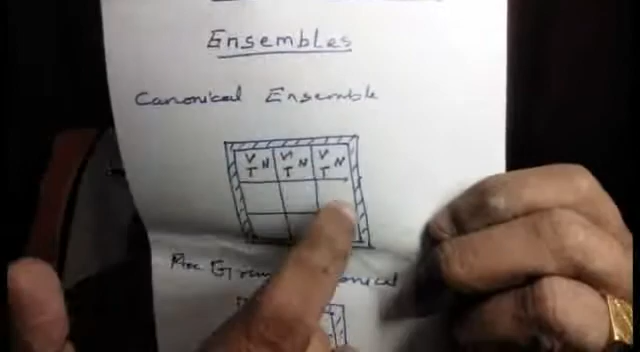 Ensembles
Canonical Ensemble
V N V N V N
T T T